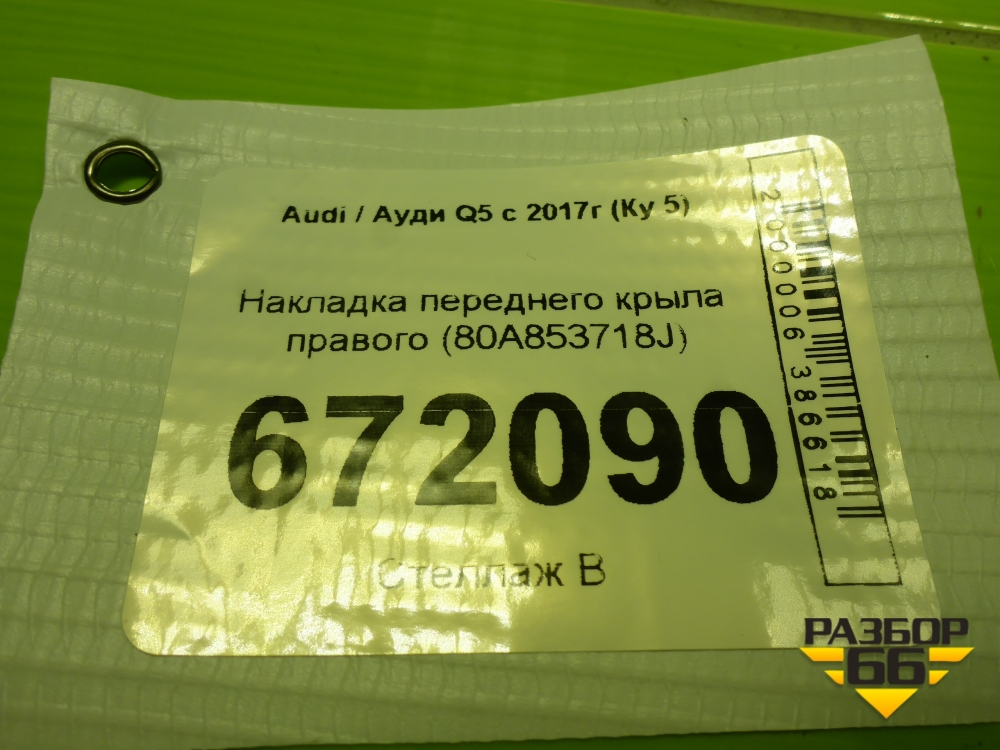 Audi / Ауди Q5 с 2017г (Ку 5)
Накладка переднего крыла
правого (80A853718J)
672090
Стеллаж В
2000006386618
РАЗБОР
66